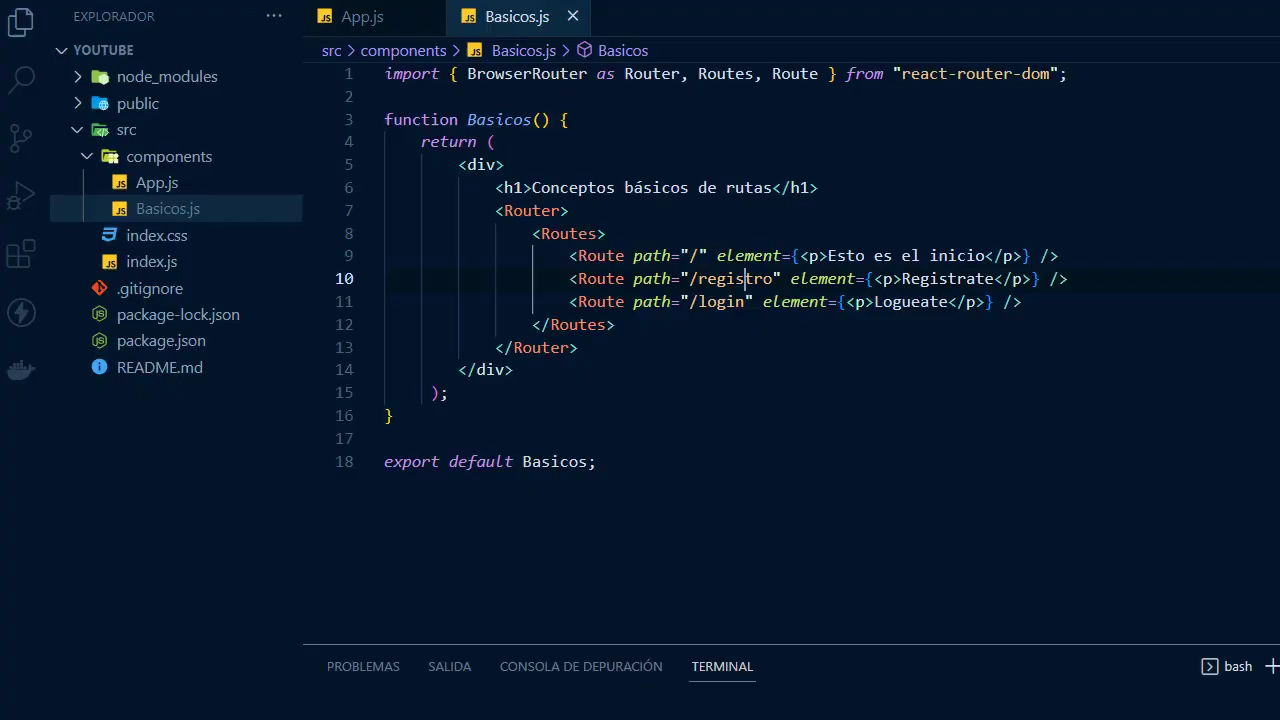 EXPLORADOR ···
App.js
Basicos.js
src > components > Basicos.js > Basicos
YOUTUBE
node_modules
public
src
components
App.js
Basicos.js
index.css
index.js
.gitignore
package-lock.json
package.json
README.md
1 import { BrowserRouter as Router, Routes, Route } from "react-router-dom";
2
3 function Basicos() {
4 return (
5 <div>
6 <h1>Conceptos básicos de rutas</h1>
7 <Router>
8 <Routes>
9 <Route path="/" element={<p>Esto es el inicio</p>} />
10 <Route path="/registro" element={<p>Registrate</p>} />
11 <Route path="/login" element={<p>Logueate</p>} />
12 </Routes>
13 </Router>
14 </div>
15 );
16 }
17
18 export default Basicos;
PROBLEMAS SALIDA CONSOLA DE DEPURACIÓN TERMINAL bash